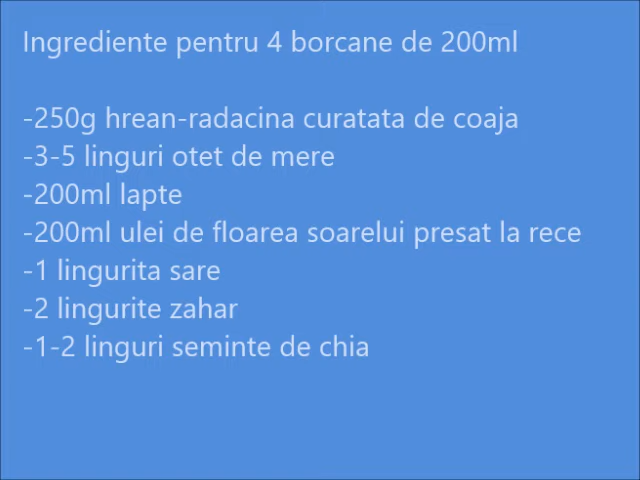 Ingrediente pentru 4 borcane de 200ml
-250g hrean-radacina curatata de coaja
-3-5 linguri otet de mere
-200ml lapte
-200ml ulei de floarea soarelui presat la rece
-1 lingurita sare
-2 lingurite zahar
-1-2 linguri seminte de chia